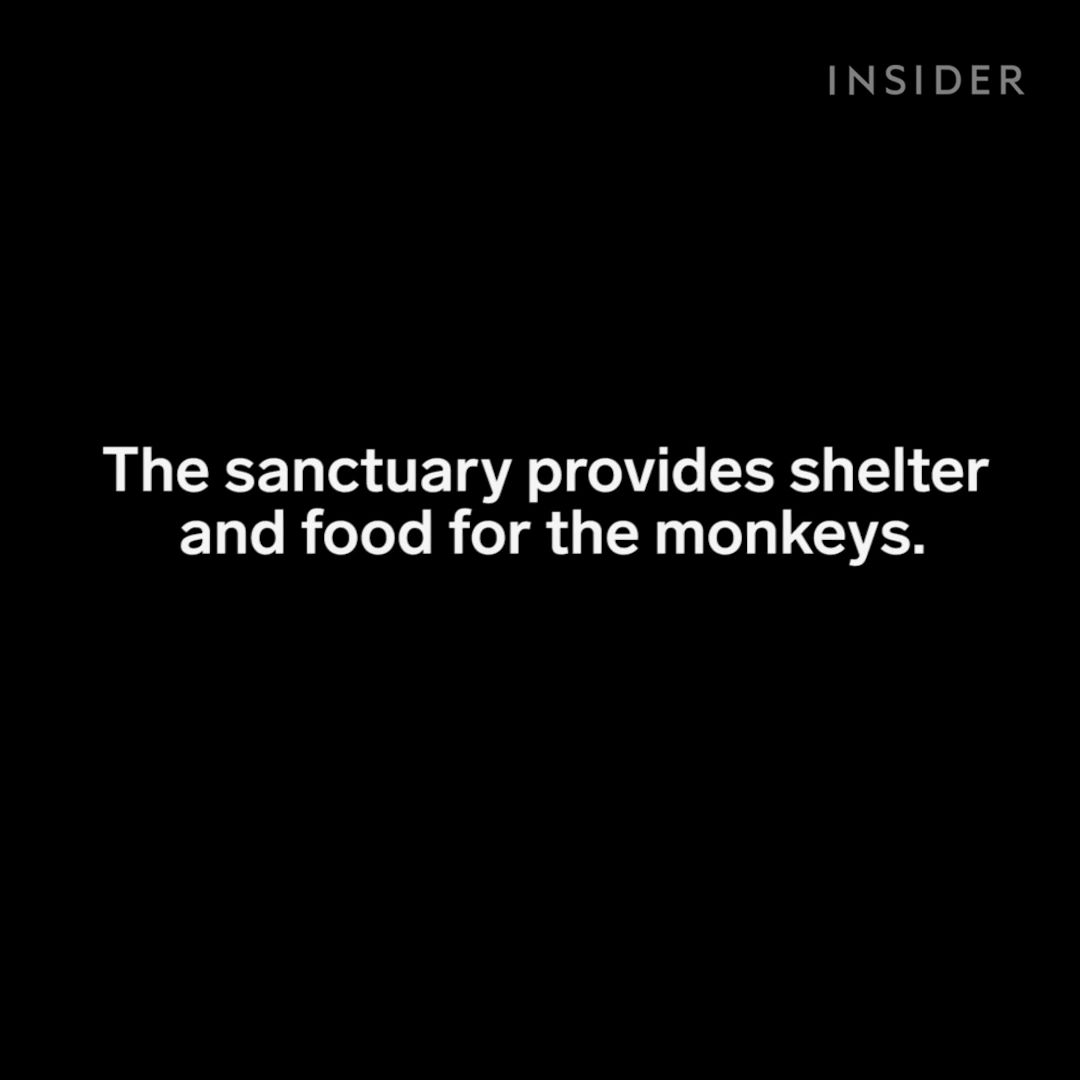 INSIDER
The sanctuary provides shelter
and food for the monkeys.